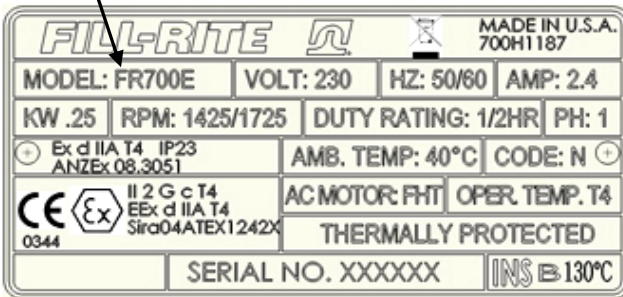 FILL-RITE MADE IN U.S.A.
700H1187
MODEL: FR700E VOLT: 230 HZ: 50/60 AMP: 2.4
KW .25 RPM: 1425/1725 DUTY RATING: 1/2HR PH: 1
Ex d IIA T4 IP23
ANZEx 08.3051
AMB. TEMP: 40°C CODE: N
CE 0344 Ex
II 2 G c T4
EEx d IIA T4
Sira04ATEX1242X
AC MOTOR: FHT OPER. TEMP. T4
THERMALLY PROTECTED
SERIAL NO. XXXXXX INS B 130°C